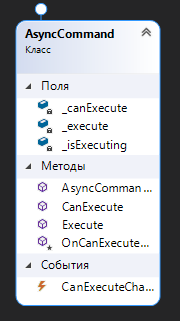 AsyncCommand
Класс
Поля
_canExecute
_execute
_isExecuting
Методы
AsyncComman...
CanExecute
Execute
OnCanExecute...
События
CanExecuteCha...